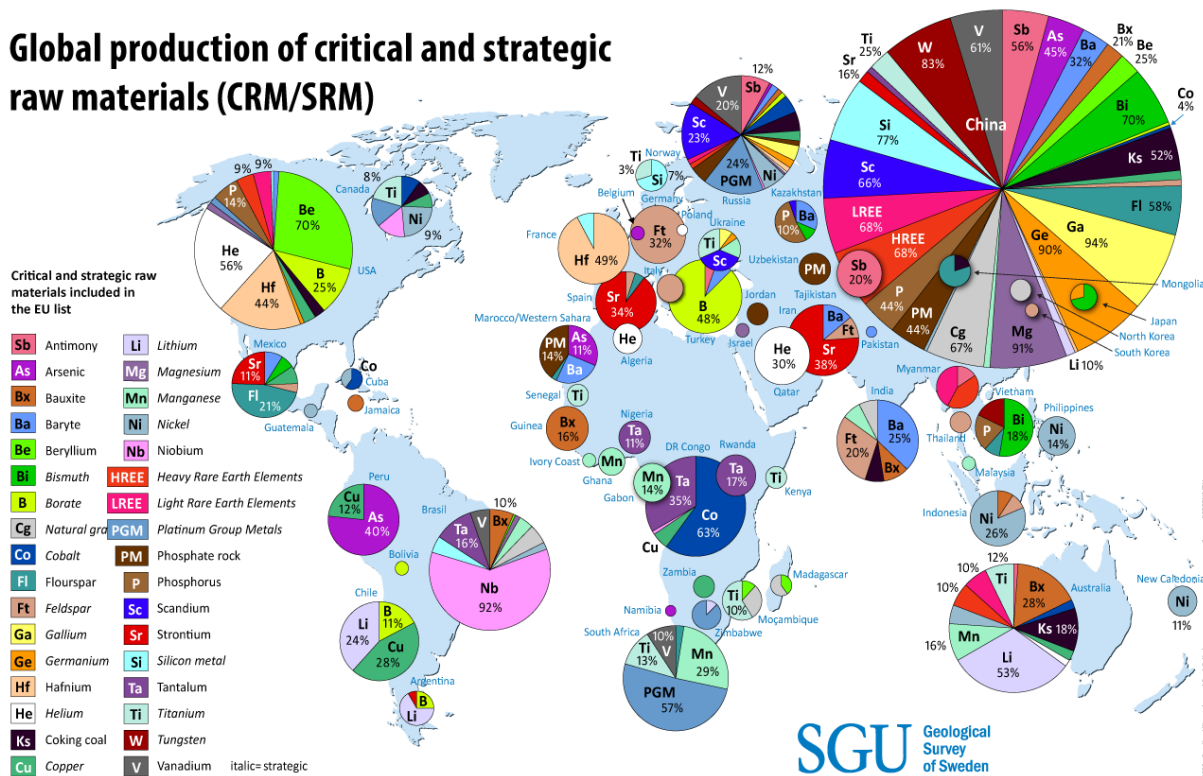 Global production of critical and strategic
raw materials (CRM/SRM)
Critical and strategic raw
materials included in
the EU list
Sb Antimony
As Arsenic
Bx Bauxite
Ba Baryte
Be Beryllium
Bi Bismuth
B Borate
Cg Natural gra
Co Cobalt
Fl Flourspar
Ft Feldspar
Ga Gallium
Ge Germanium
Hf Hafnium
He Helium
Ks Coking coal
Cu Copper
Li Lithium
Mg Magnesium
Mn Manganese
Ni Nickel
Nb Niobium
HREE Heavy Rare Earth Elements
LREE Light Rare Earth Elements
PGM Platinum Group Metals
PM Phosphate rock
P Phosphorus
Sc Scandium
Sr Strontium
Si Silicon metal
Ta Tantalum
Ti Titanium
W Tungsten
V Vanadium
italic= strategic
USA
9%
9%
P
14%
Be
70%
B
25%
Hf
44%
He
56%
Canada
8%
Ti
Ni
9%
Mexico
Sr
11%
Fl
21%
Co
Cuba
Jamaica
Guatemala
Peru
Cu
12%
As
40%
Bolivia
Chile
Li
24%
B
11%
Cu
28%
Argentina
B
Li
Brasil
10%
Ta
16%
V
Bx
Nb
92%
Norway
Ti
3%
Si
7%
Belgium
Germany
Ft
32%
Poland
Ukraine
Ti
Sc
France
Hf
49%
Italy
Spain
Sr
34%
Turkey
B
48%
Russia
12%
Sb
V
20%
Sc
23%
24%
PGM
Ni
Kazakhstan
P
10%
Ba
Uzbekistan
PM
Tajikistan
Sb
20%
Jordan
Israel
Iran
Ba
Ft
Sr
38%
Qatar
He
30%
Pakistan
Marocco/Western Sahara
PM
14%
As
11%
Ba
Algeria
He
Senegal
Ti
Guinea
Bx
16%
Ivory Coast
Ghana
Mn
Nigeria
Ta
11%
Gabon
Mn
14%
DR Congo
Ta
35%
Co
63%
Cu
Rwanda
Ta
17%
Kenya
Ti
Zambia
Namibia
Zimbabwe
Ti
10%
Moçambique
Madagascar
South Africa
10%
V
Ti
13%
Mn
29%
PGM
57%
China
V
61%
Sb
56%
As
45%
Ba
32%
Bx
21%
Be
25%
Bi
70%
Co
4%
Ks
52%
Fl
58%
Ga
94%
Ge
90%
Li 10%
Mg
91%
Cg
67%
PM
44%
P
44%
HREE
68%
LREE
68%
Sc
66%
Si
77%
Sr
16%
Ti
25%
W
83%
Mongolia
Japan
North Korea
South Korea
India
Ft
20%
Ba
25%
Bx
Myanmar
Thailand
Vietnam
Bi
18%
P
Philippines
Ni
14%
Malaysia
Indonesia
Ni
26%
Australia
12%
10%
10%
Ti
Bx
28%
Ks 18%
Mn
16%
Li
53%
New Caledonia
Ni
11%
SGU
Geological
Survey
of Sweden